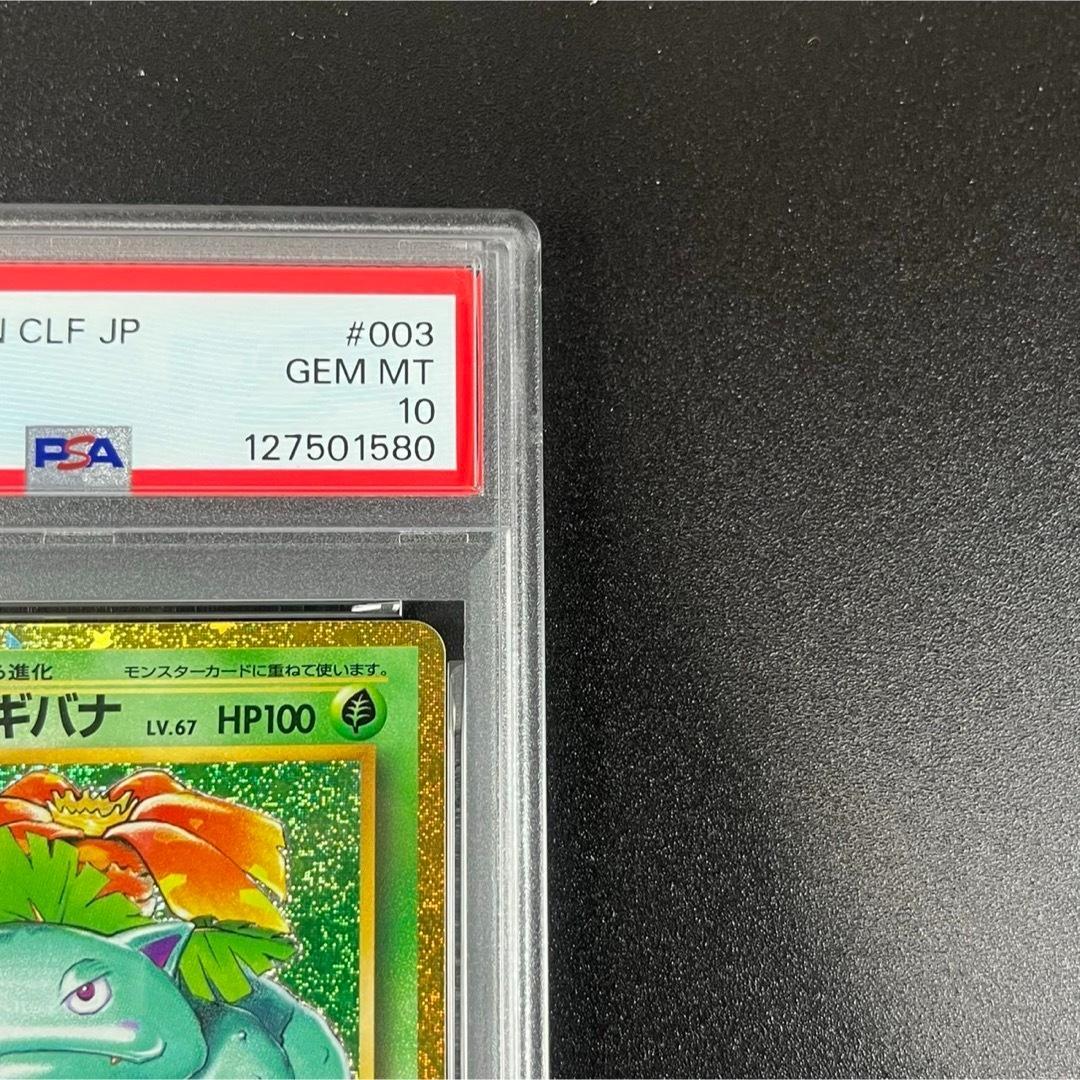 CLF JP
#003
GEM MT
10
PSA
127501580
進化
モンスターカードに重ねて使います。
ギバナ LV.67 HP100